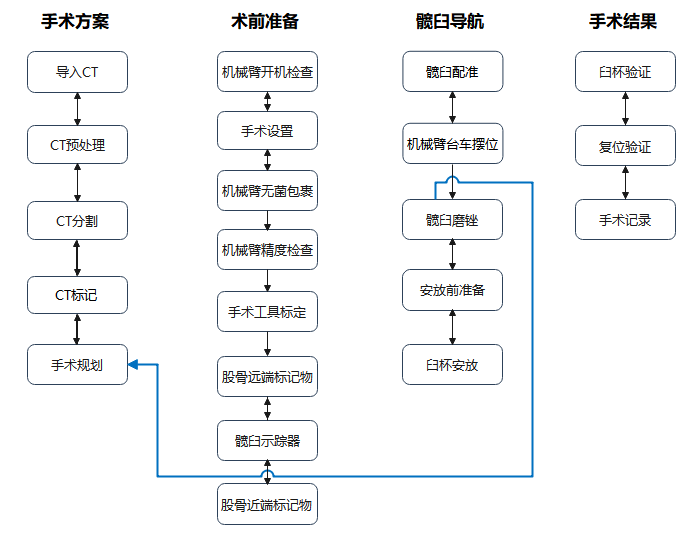 手术方案
导入CT
CT预处理
CT分割
CT标记
手术规划
术前准备
机械臂开机检查
手术设置
机械臂无菌包裹
机械臂精度检查
手术工具标定
股骨远端标记物
髋臼示踪器
股骨近端标记物
髋臼导航
髋臼配准
机械臂台车摆位
髋臼磨锉
安放前准备
臼杯安放
手术结果
臼杯验证
复位验证
手术记录